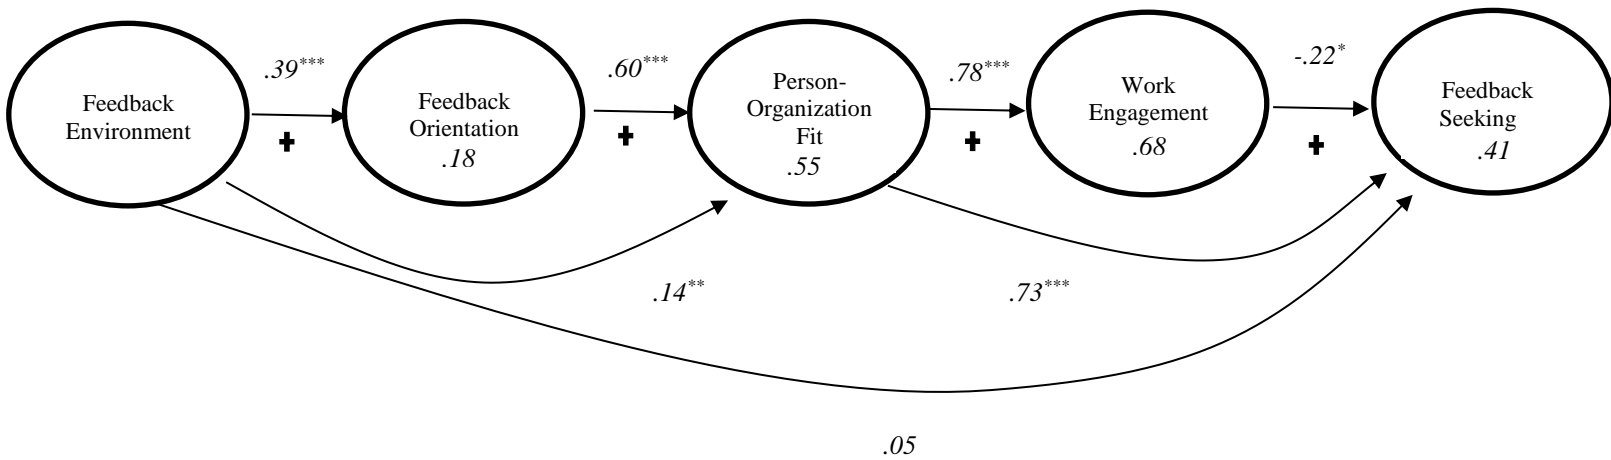 .39***
.60***
.78***
-.22*
Feedback
Environment
Feedback
Orientation
.18
Person-
Organization
Fit
.55
Work
Engagement
.68
Feedback
Seeking
.41
+
+
+
+
.14**
.73***
.05